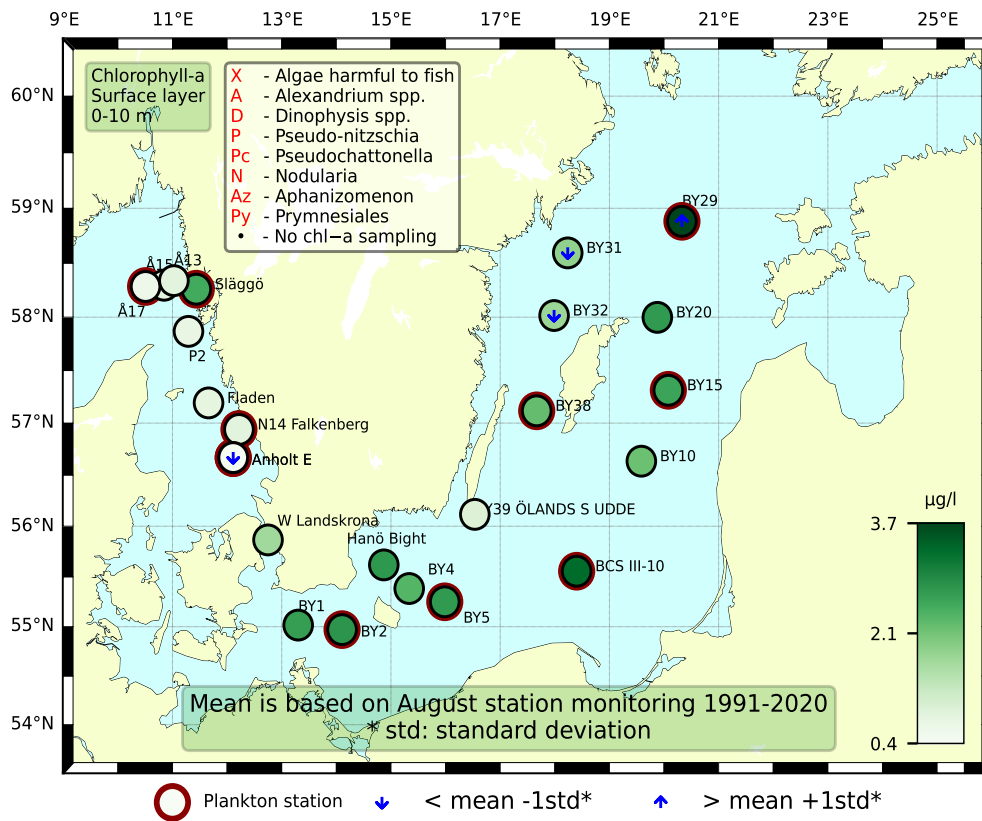 9°E 11°E 13°E 15°E 17°E 19°E 21°E 23°E 25°E
Chlorophyll-a
Surface layer
0-10 m
X - Algae harmful to fish
A - Alexandrium spp.
D - Dinophysis spp.
P - Pseudo-nitzschia
Pc - Pseudochattonella
N - Nodularia
Az - Aphanizomenon
Py - Prymnesiales
• - No chl−a sampling
60°N
59°N
58°N
57°N
56°N
55°N
54°N
BY29
BY31
Å15 Å13
Släggö
Å17
BY32
BY20
P2
BY15
Fladen
BY38
N14 Falkenberg
Anholt E
BY10
Y39 ÖLANDS S UDDE
W Landskrona
Hanö Bight
BCS III-10
BY4
BY1
BY5
BY2
µg/l
3.7
2.1
0.4
Mean is based on August station monitoring 1991-2020
* std: standard deviation
Plankton station < mean -1std* > mean +1std*